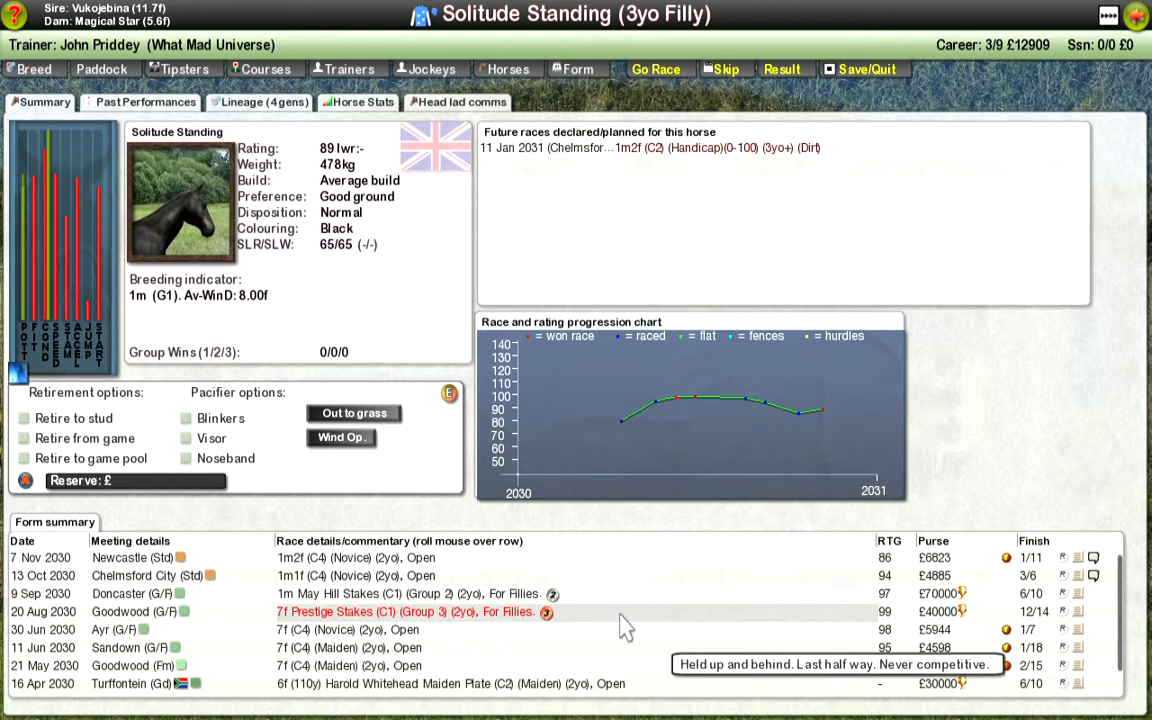 Sire: Vukojebina (11.7f)
Dam: Magical Star (5.6f)
Solitude Standing (3yo Filly)
Trainer: John Priddey (What Mad Universe)
Career: 3/9 £12909 Ssn: 0/0 £0
Breed Paddock Tipsters Courses Trainers Jockeys Horses Form Go Race Skip Result Save/Quit
Summary Past Performances Lineage (4 gens) Horse Stats Head lad comms
Solitude Standing
Rating: 89 lwr:-
Weight: 478kg
Build: Average build
Preference: Good ground
Disposition: Normal
Colouring: Black
SLR/SLW: 65/65 (-/-)
Breeding indicator:
1m (G1). Av-WinD: 8.00f
Group Wins (1/2/3): 0/0/0
POTT FIT COND SPEED STAM ACCEL JUMP START
Future races declared/planned for this horse
11 Jan 2031 (Chelmsfor...1m2f (C2) (Handicap)(0-100) (3yo+) (Dirt)
Race and rating progression chart
= won race = raced = flat = fences = hurdles
140
130
120
110
100
90
80
70
60
50
2030 2031
Retirement options: Pacifier options: E
Retire to stud Blinkers Out to grass
Retire from game Visor Wind Op.
Retire to game pool Noseband
A Reserve: £
Form summary
Date Meeting details Race details/commentary (roll mouse over row) RTG Purse Finish
7 Nov 2030 Newcastle (Std) 1m2f (C4) (Novice) (2yo), Open 86 £6823 1/11 R
13 Oct 2030 Chelmsford City (Std) 1m1f (C4) (Novice) (2yo), Open 94 £4885 3/6 R
9 Sep 2030 Doncaster (G/F) 1m May Hill Stakes (C1) (Group 2) (2yo), For Fillies. 2 97 £70000 6/10 R
20 Aug 2030 Goodwood (G/F) 7f Prestige Stakes (C1) (Group 3) (2yo), For Fillies. 3 99 £40000 12/14 R
30 Jun 2030 Ayr (G/F) 7f (C4) (Novice) (2yo), Open 98 £5944 1/7 R
11 Jun 2030 Sandown (G/F) 7f (C4) (Maiden) (2yo), Open 95 £4598 1/18 R
21 May 2030 Goodwood (Fm) 7f (C4) (Maiden) (2yo), Open 2/15 R
Held up and behind. Last half way. Never competitive.
16 Apr 2030 Turffontein (Gd) 6f (110y) Harold Whitehead Maiden Plate (C2) (Maiden) (2yo), Open - £30000 6/10 R